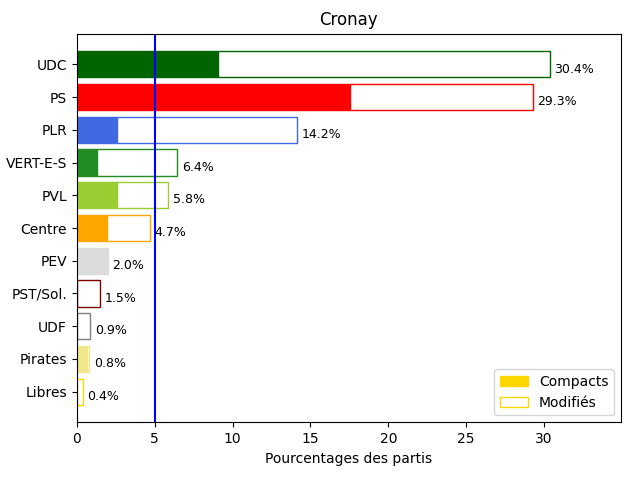 Cronay
UDC 30.4%
PS 29.3%
PLR 14.2%
VERT-E-S 6.4%
PVL 5.8%
Centre 4.7%
PEV 2.0%
PST/Sol. 1.5%
UDF 0.9%
Pirates 0.8%
Libres 0.4%
Compacts
Modifiés
0 5 10 15 20 25 30
Pourcentages des partis